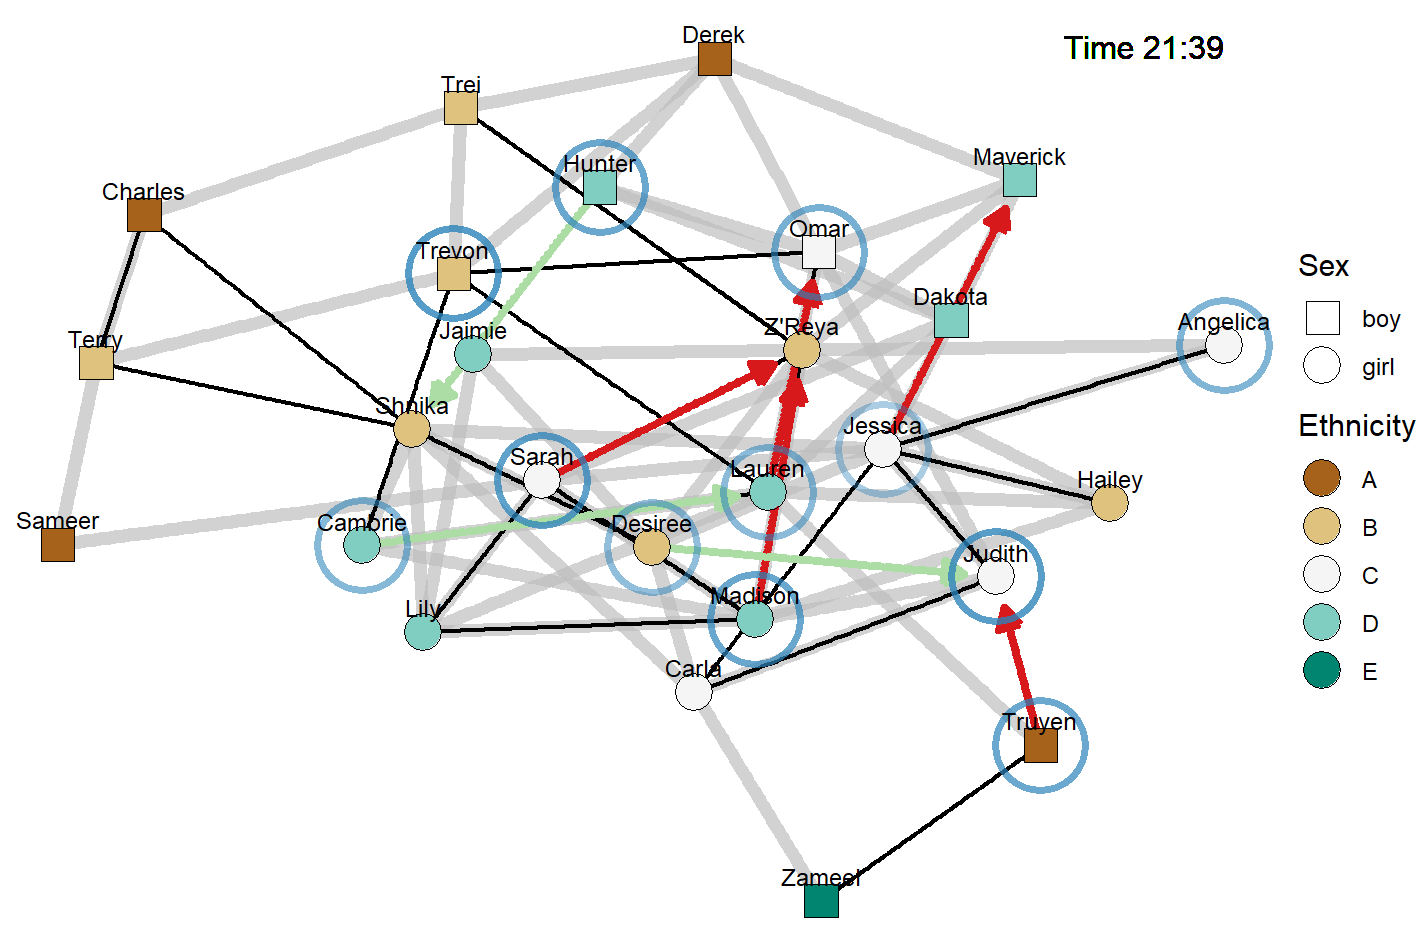 Derek
Time 21:39
Trei
Hunter
Maverick
Charles
Omar
Trevon
Dakota
Z'Reya
Angelica
Jaimie
Terry
Shnika
Jessica
Sarah
Lauren
Hailey
Sameer
Cambrie
Desiree
Judith
Madison
Lily
Carla
Truyen
Zameel
Sex
boy
girl
Ethnicity
A
B
C
D
E